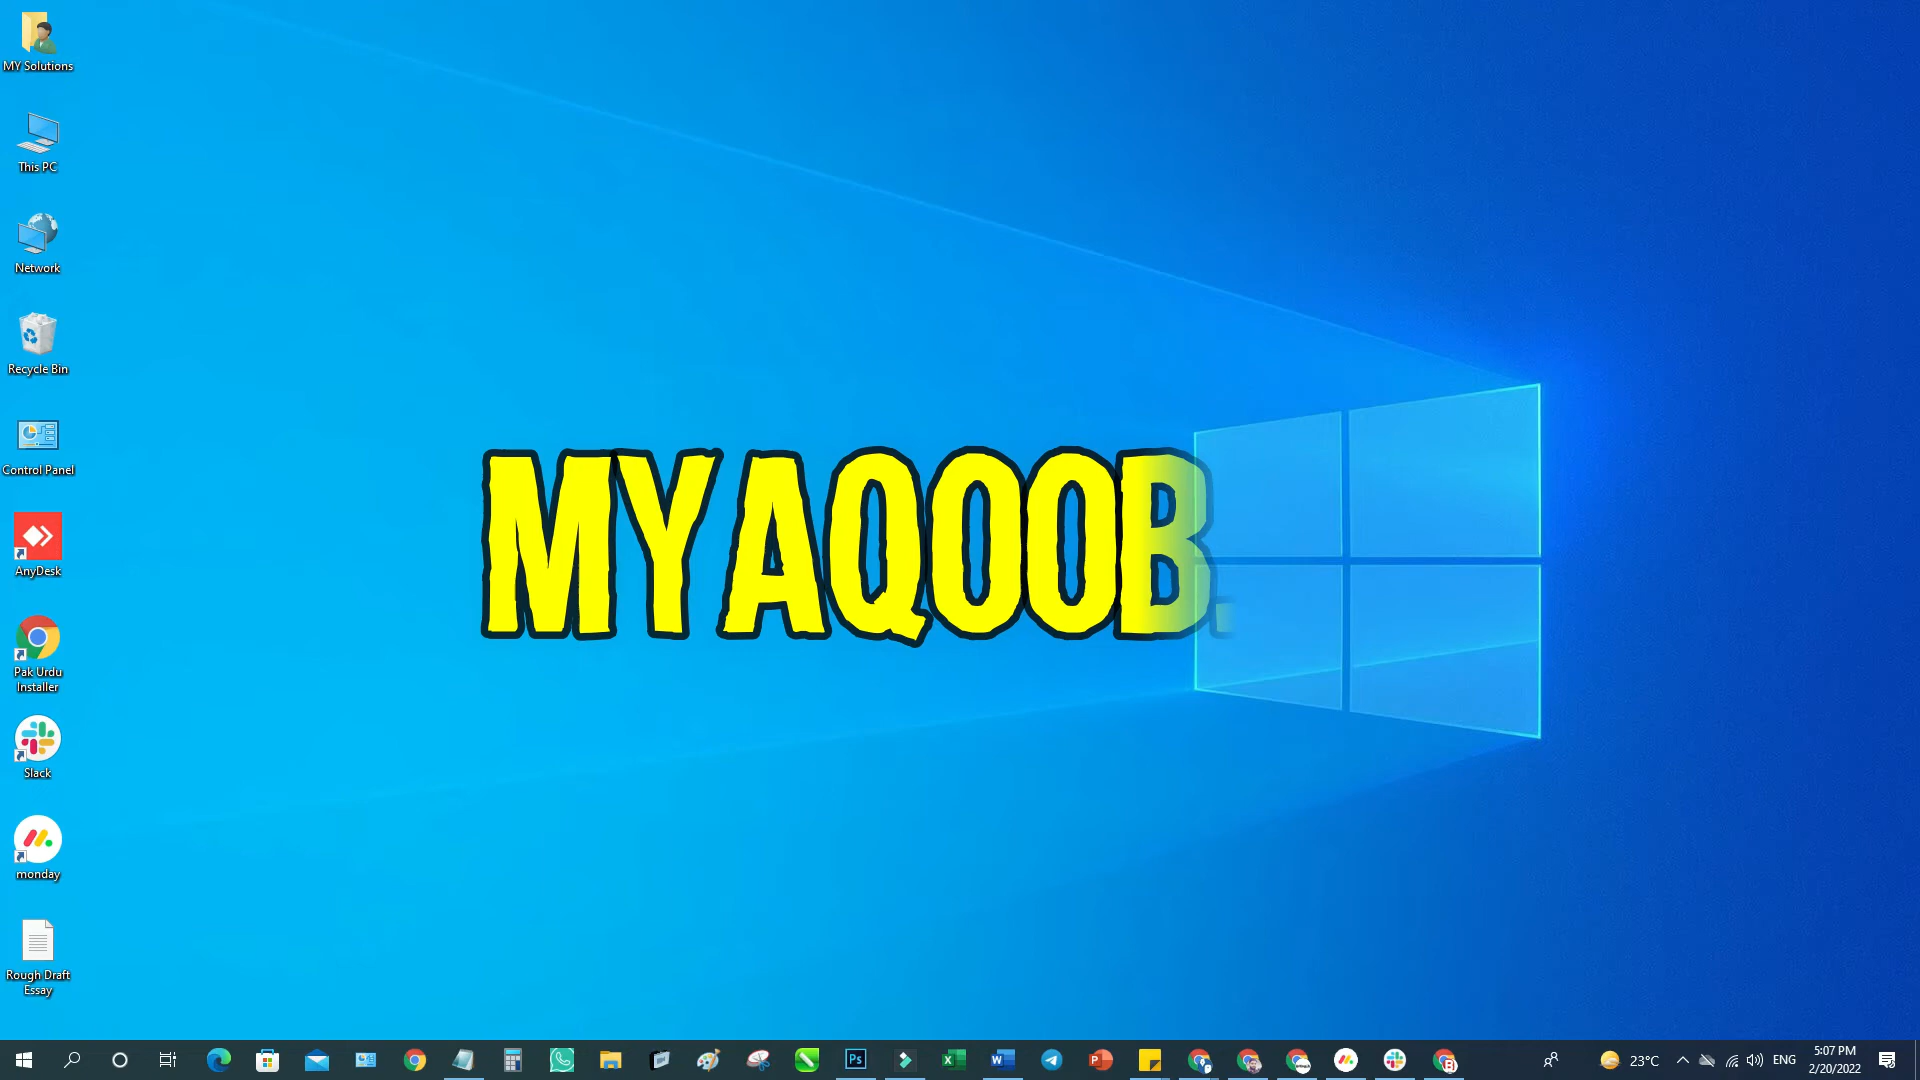 MY Solutions
This PC
Network
Recycle Bin
Control Panel
AnyDesk
Pak Urdu
Installer
Slack
monday
Rough Draft
Essay
MYAQOOB.
Ps
23°C
ENG
5:07 PM
2/20/2022